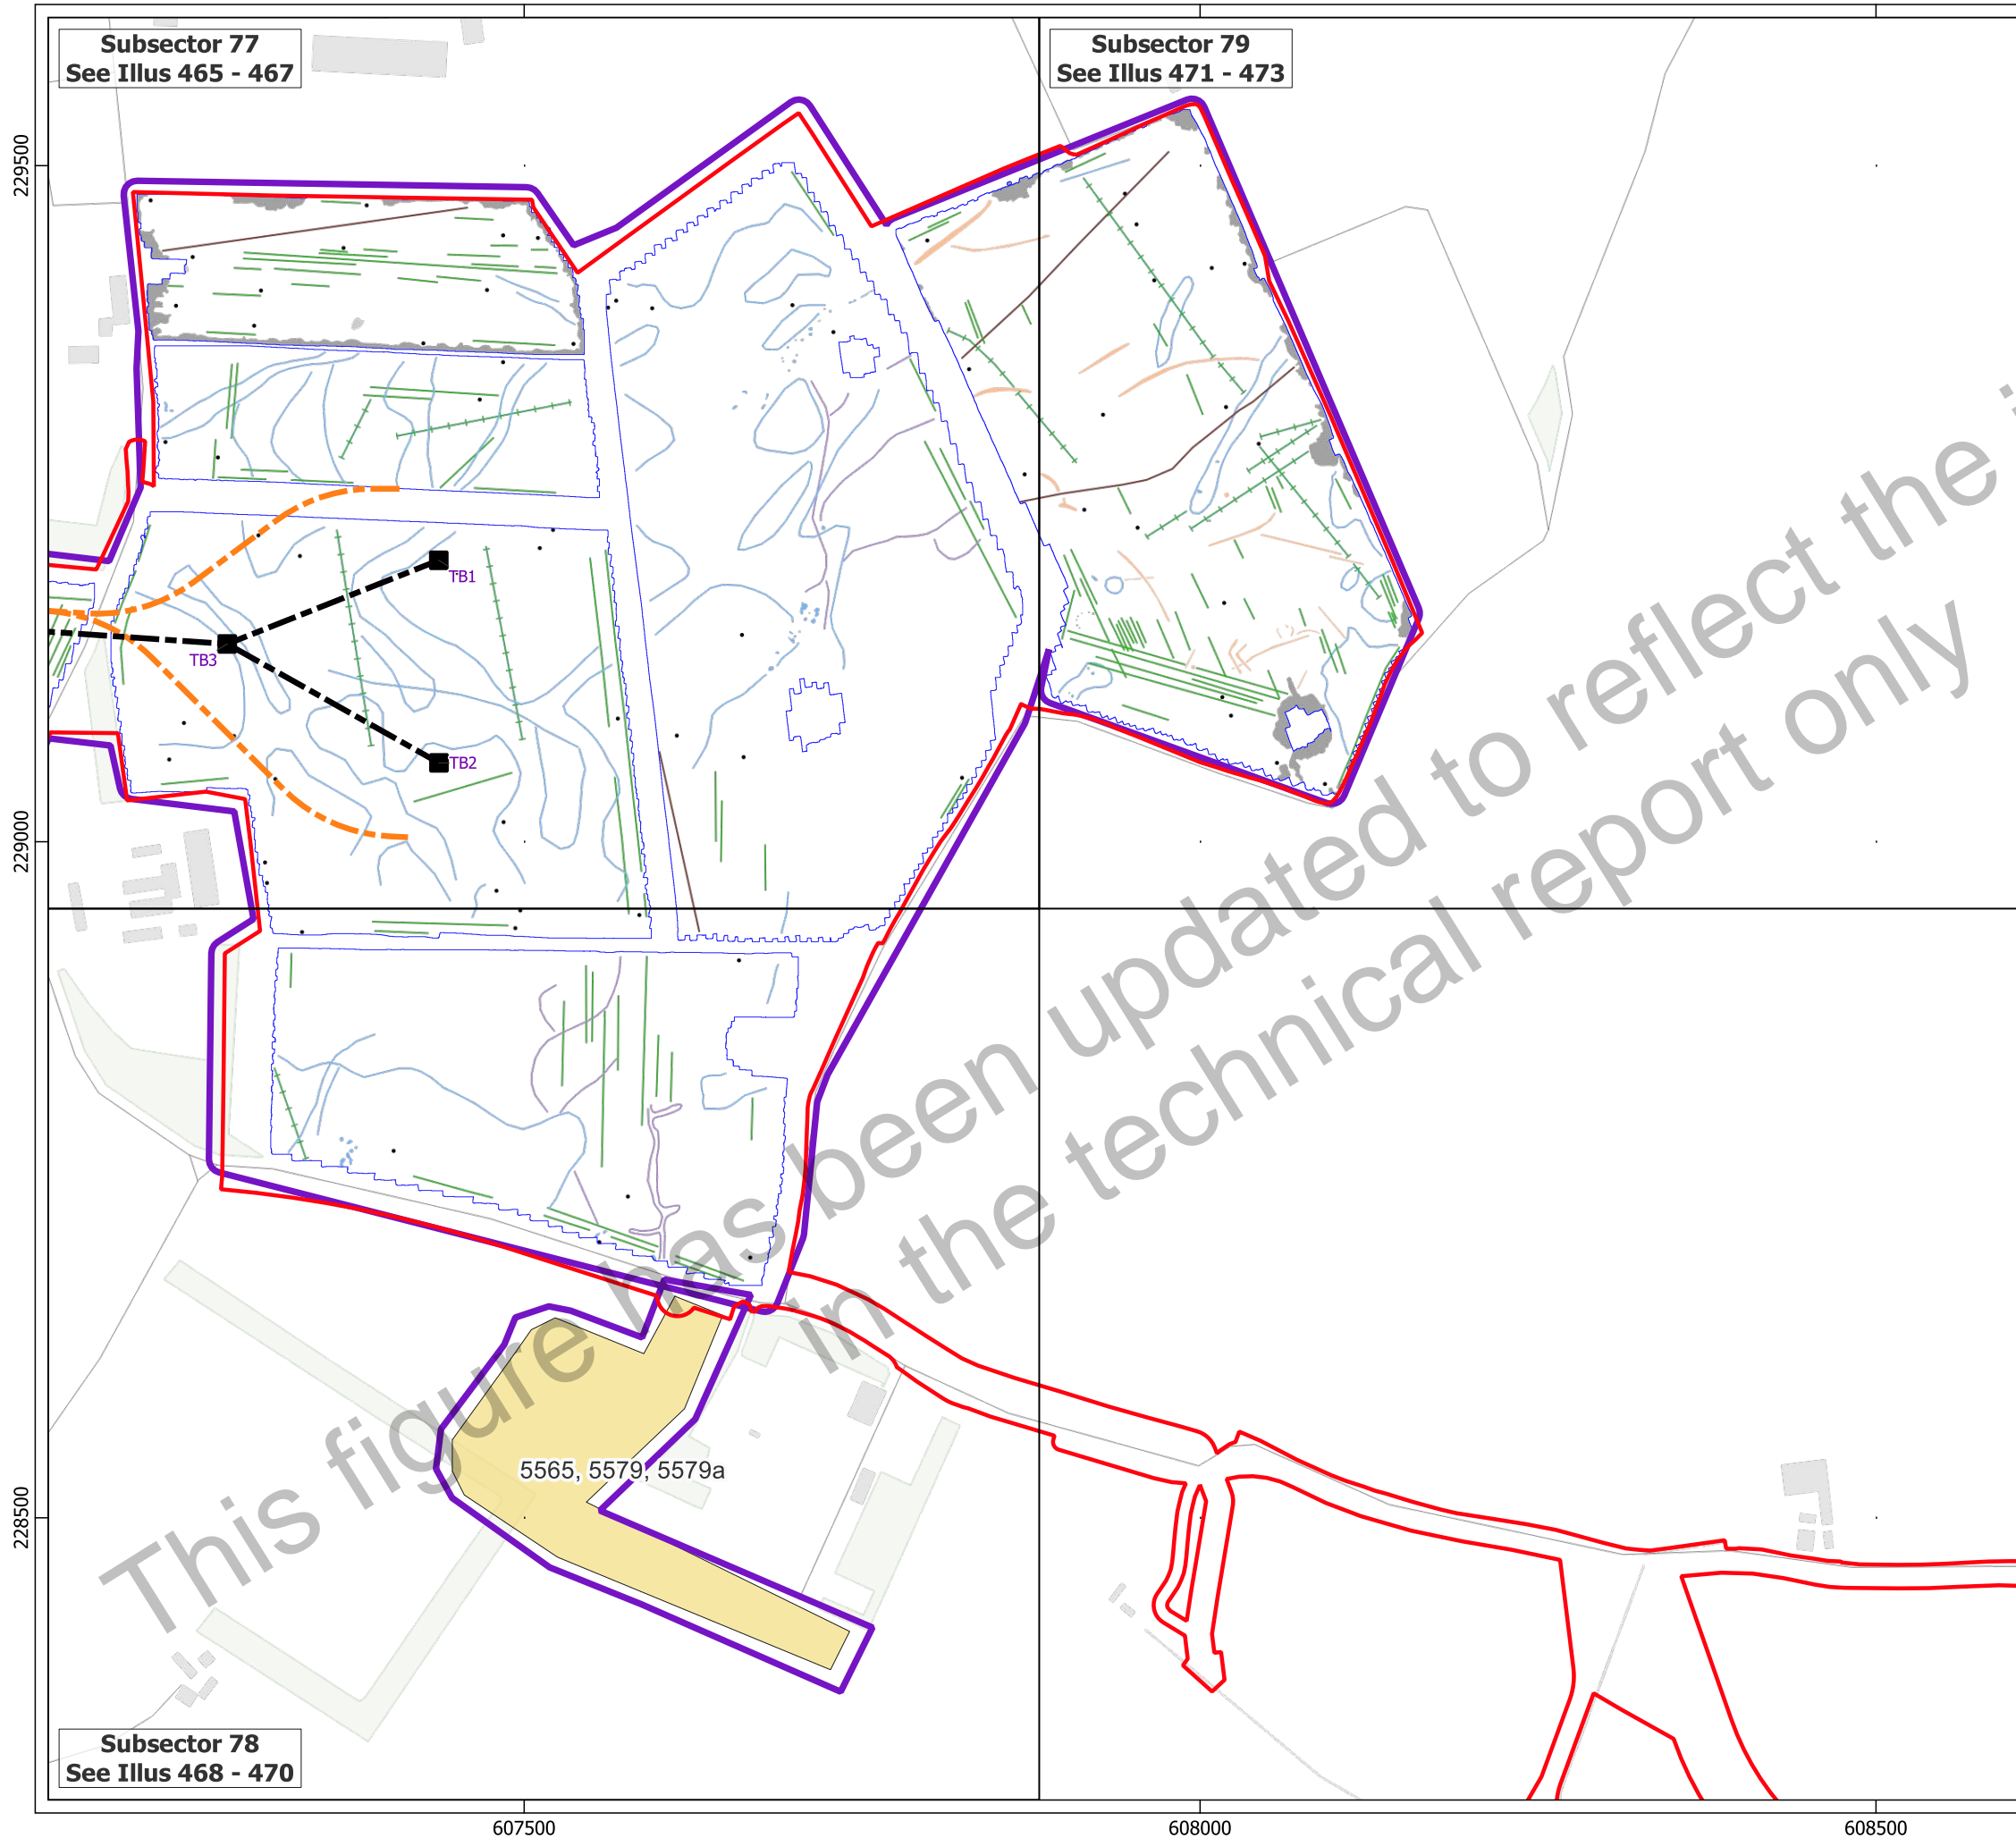 Subsector 77
See Illus 465 - 467
Subsector 79
See Illus 471 - 473
229500
TB1
TB3
TB2
229000
This figure has been updated to reflect the
in the technical report only
5565, 5579, 5579a
228500
Subsector 78
See Illus 468 - 470
607500
608000
608500